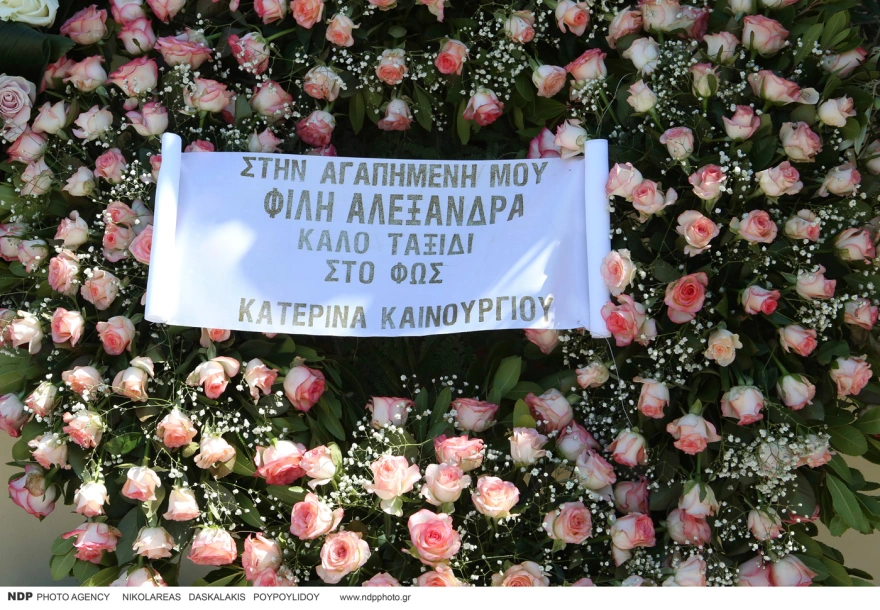 ΣΤΗΝ ΑΓΑΠΗΜΕΝΗ ΜΟΥ
ΦΙΛΗ ΑΛΕΞΑΝΔΡΑ
ΚΑΛΟ ΤΑΞΙΔΙ
ΣΤΟ ΦΩΣ
ΚΑΤΕΡΙΝΑ ΚΑΙΝΟΥΡΓΙΟΥ
NDP PHOTO AGENCY NIKOLAREAS DASKALAKIS POYPOYLIDOY www.ndpphoto.gr